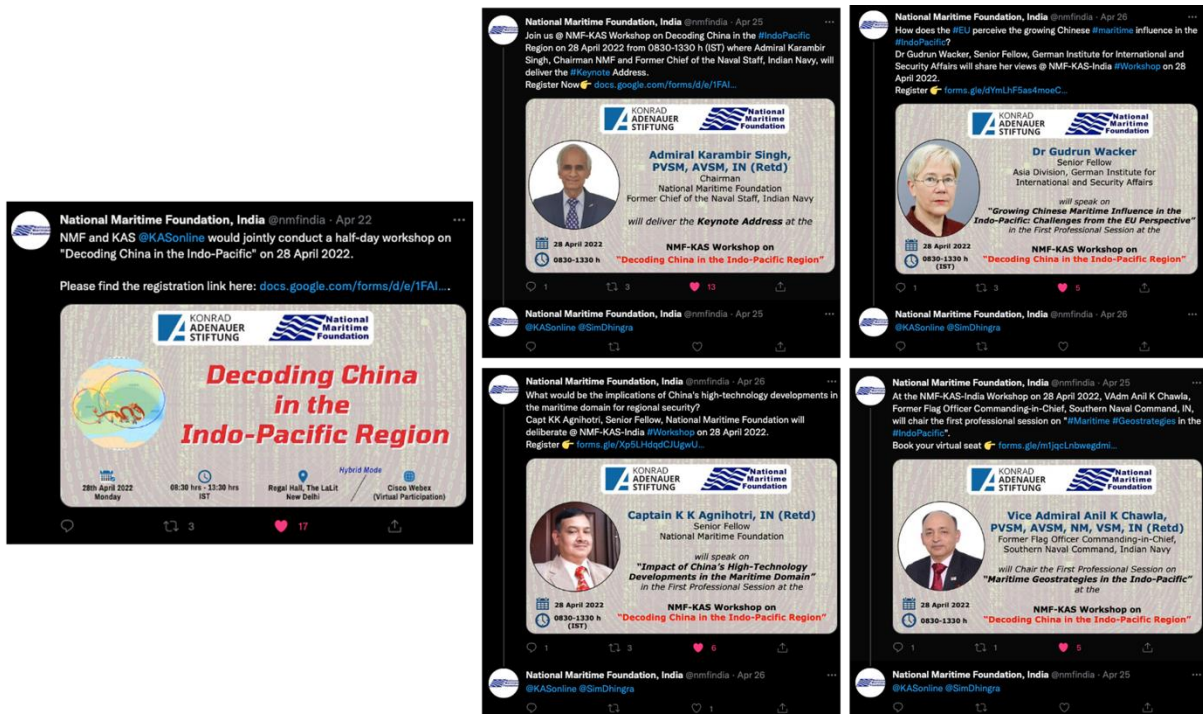 National Maritime Foundation, India @nmfindia · Apr 22
NMF and KAS @KASonline would jointly conduct a half-day workshop on
"Decoding China in the Indo-Pacific" on 28 April 2022.
Please find the registration link here: docs.google.com/forms/d/e/1FAI....
KONRAD
ADENAUER
STIFTUNG
National
Maritime
Foundation
Decoding China
in the
Indo-Pacific Region
28th April 2022
Monday
08:30 hrs - 13:30 hrs
IST
Regal Hall, The LaLit
New Delhi
Hybrid Mode
Cisco Webex
(Virtual Participation)
3
17
National Maritime Foundation, India @nmfindia · Apr 25
Join us @ NMF-KAS Workshop on Decoding China in the #IndoPacific
Region on 28 April 2022 from 0830-1330 h (IST) where Admiral Karambir
Singh, Chairman NMF and Former Chief of the Naval Staff, Indian Navy, will
deliver the #Keynote Address.
Register Now👉 docs.google.com/forms/d/e/1FAI...
KONRAD
ADENAUER
STIFTUNG
National
Maritime
Foundation
Admiral Karambir Singh,
PVSM, AVSM, IN (Retd)
Chairman
National Maritime Foundation
Former Chief of the Naval Staff, Indian Navy
will deliver the Keynote Address at the
28 April 2022
0830-1330 h
NMF-KAS Workshop on
"Decoding China in the Indo-Pacific Region"
1
3
13
National Maritime Foundation, India @nmfindia · Apr 25
@KASonline @SimDhingra
National Maritime Foundation, India @nmfindia · Apr 26
How does the #EU perceive the growing Chinese #maritime influence in the
#IndoPacific?
Dr Gudrun Wacker, Senior Fellow, German Institute for International and
Security Affairs will share her views @ NMF-KAS-India #Workshop on 28
April 2022.
Register 👉 forms.gle/dYmLhF5as4moeC...
KONRAD
ADENAUER
STIFTUNG
National
Maritime
Foundation
Dr Gudrun Wacker
Senior Fellow
Asia Division, German Institute for
International and Security Affairs
will speak on
"Growing Chinese Maritime Influence in the
Indo-Pacific: Challenges from the EU Perspective"
in the First Professional Session at the
28 April 2022
0830-1330 h
(IST)
NMF-KAS Workshop on
"Decoding China in the Indo-Pacific Region"
1
3
5
National Maritime Foundation, India @nmfindia · Apr 26
@KASonline @SimDhingra
National Maritime Foundation, India @nmfindia · Apr 26
What would be the implications of China's high-technology developments in
the maritime domain for regional security?
Capt KK Agnihotri, Senior Fellow, National Maritime Foundation will
deliberate @ NMF-KAS-India #Workshop on 28 April 2022.
Register 👉 forms.gle/Xp5LHdqdCJUgwU...
KONRAD
ADENAUER
STIFTUNG
National
Maritime
Foundation
Captain K K Agnihotri, IN (Retd)
Senior Fellow
National Maritime Foundation
will speak on
"Impact of China's High-Technology
Developments in the Maritime Domain"
in the First Professional Session at the
28 April 2022
0830-1330 h
(IST)
NMF-KAS Workshop on
"Decoding China in the Indo-Pacific Region"
1
3
6
National Maritime Foundation, India @nmfindia · Apr 26
@KASonline @SimDhingra
1
National Maritime Foundation, India @nmfindia · Apr 25
At the NMF-KAS-India Workshop on 28 April 2022, VAdm Anil K Chawla,
Former Flag Officer Commanding-in-Chief, Southern Naval Command, IN,
will chair the first professional session on "#Maritime #Geostrategies in the
#IndoPacific".
Book your virtual seat 👉 forms.gle/m1jqcLnbwegdmi...
KONRAD
ADENAUER
STIFTUNG
National
Maritime
Foundation
Vice Admiral Anil K Chawla,
PVSM, AVSM, NM, VSM, IN (Retd)
Former Flag Officer Commanding-in-Chief,
Southern Naval Command, Indian Navy
will Chair the First Professional Session on
"Maritime Geostrategies in the Indo-Pacific"
at the
28 April 2022
0830-1330 h
NMF-KAS Workshop on
"Decoding China in the Indo-Pacific Region"
1
1
5
National Maritime Foundation, India @nmfindia · Apr 25
@KASonline @SimDhingra